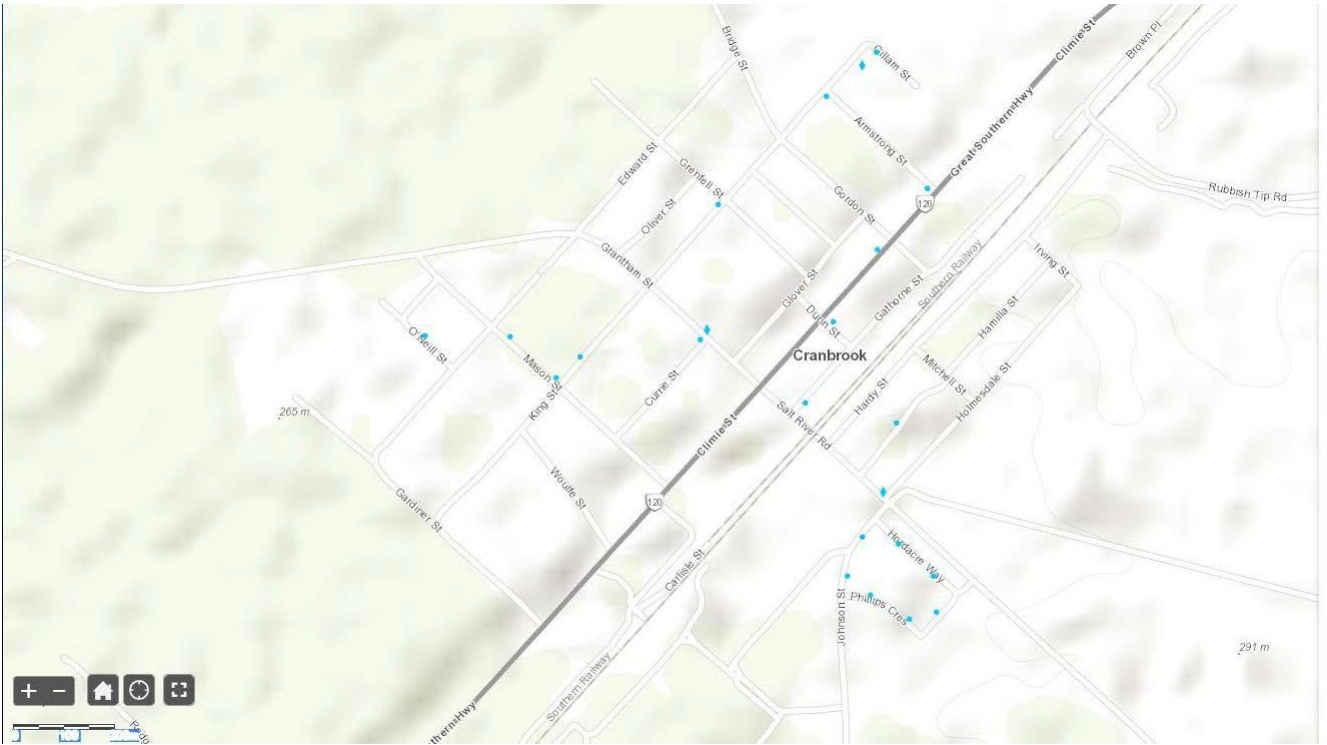 Bridge St
Gillam St
Climie St
Brown Pl
Great Southern Hwy
Armstrong St
Edward St
Grenfell St
Rubbish Tip Rd
Gordon St
120
Oliver St
Grantham St
Irving St
Southern Railway
Glover St
Gathorne St
Hamilla St
Dunn St
O'Neill St
Cranbrook
Mason St
Mitchell St
Currie St
Hardy St
Holmesdale St
King St
265 m
Salt River Rd
Climie St
Woulfe St
120
Gardiner St
Hordacre Way
Carlisle St
Phillips Cres
Johnson St
291 m
Southern Railway
thern Hwy
+ −